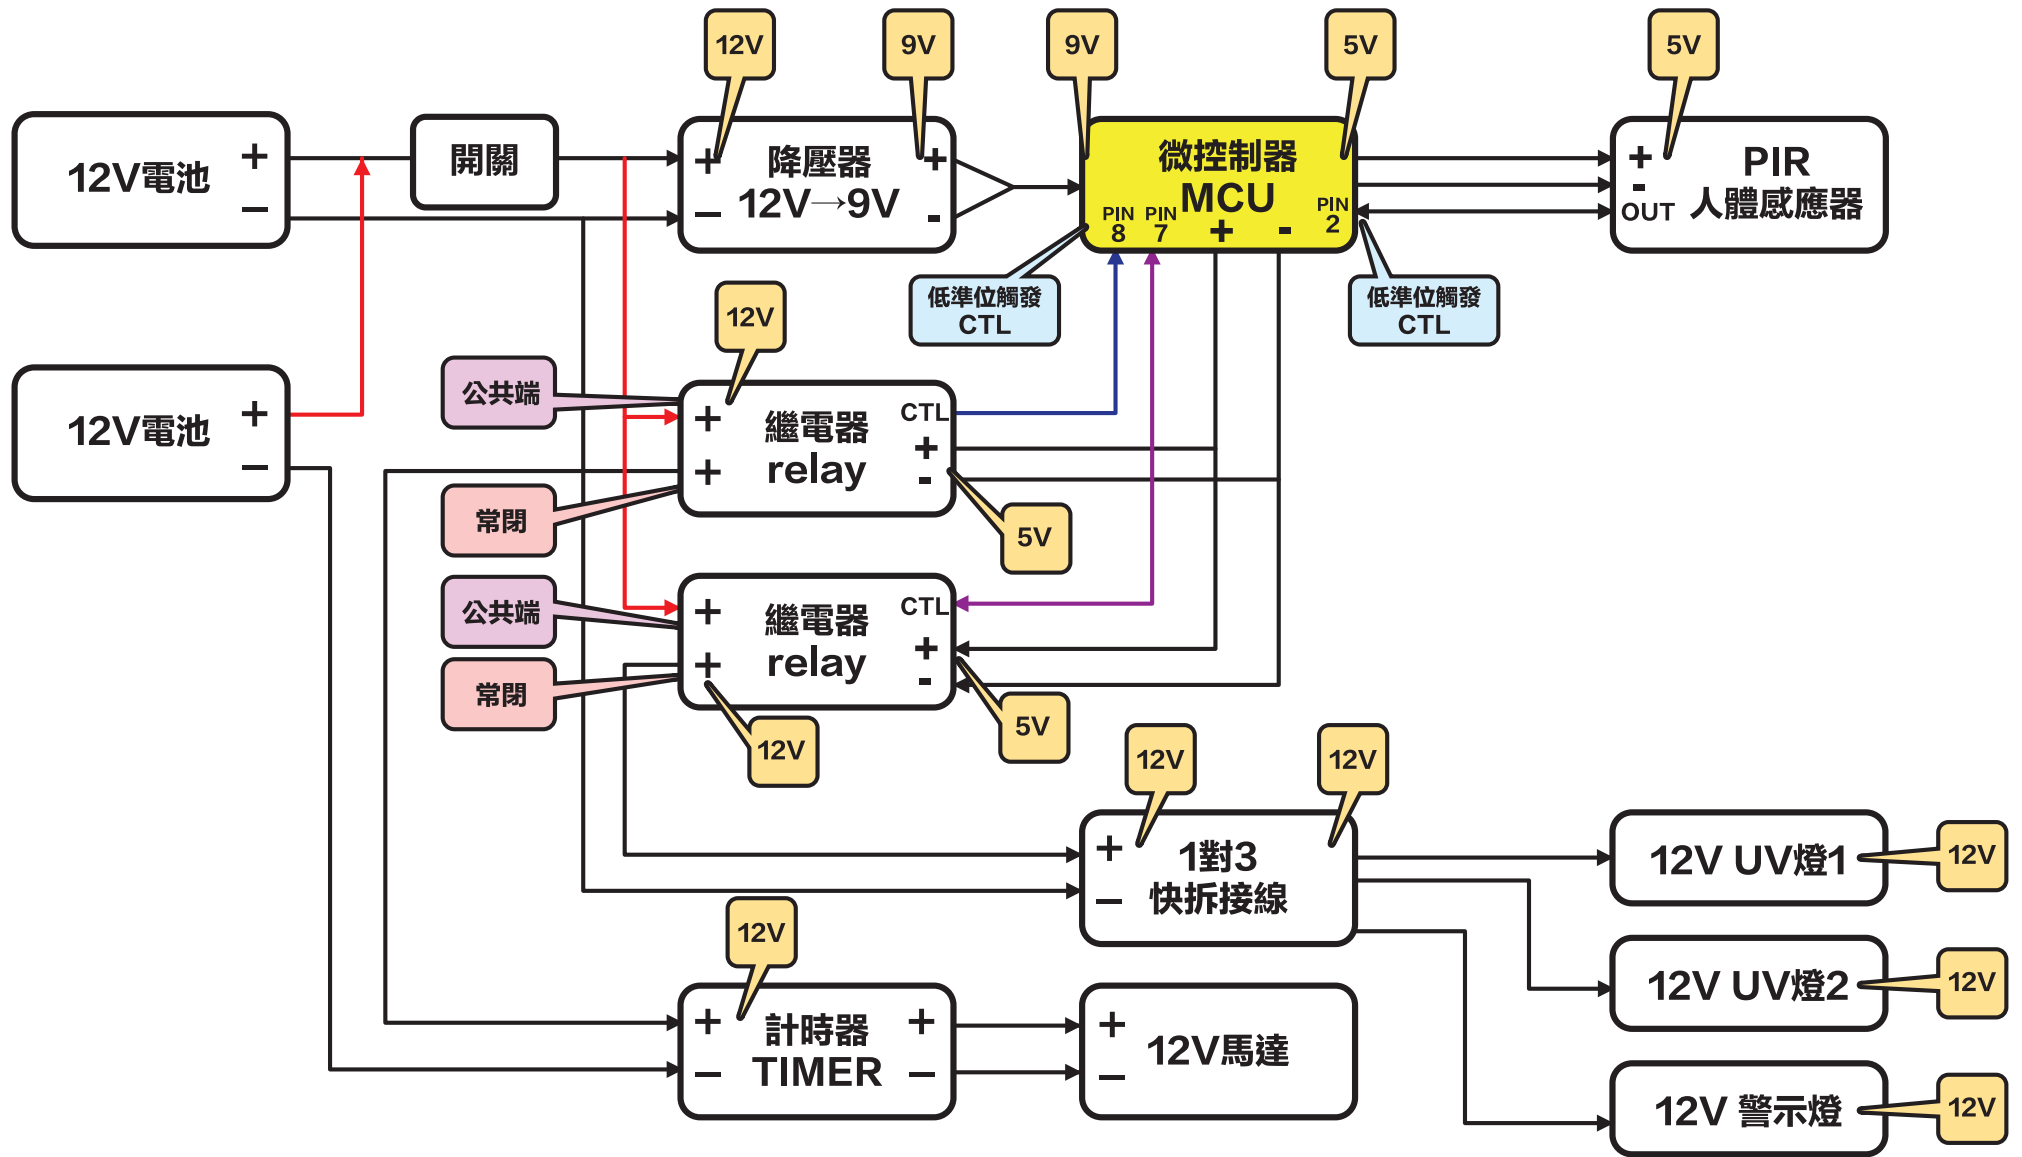 12V
9V
9V
5V
5V
12V電池
+
−
開關
+
−
降壓器
12V→9V
+
-
微控制器
MCU
PIN
8
PIN
7
+
-
PIN
2
+
-
OUT
PIR
人體感應器
低準位觸發
CTL
低準位觸發
CTL
12V
12V電池
+
−
公共端
常閉
+
+
繼電器
relay
CTL
+
-
5V
公共端
常閉
+
+
繼電器
relay
CTL
+
-
12V
5V
12V
12V
+
−
1對3
快拆接線
12V UV燈1
12V
12V
12V UV燈2
12V
+
−
計時器
TIMER
+
−
+
−
12V馬達
12V 警示燈
12V